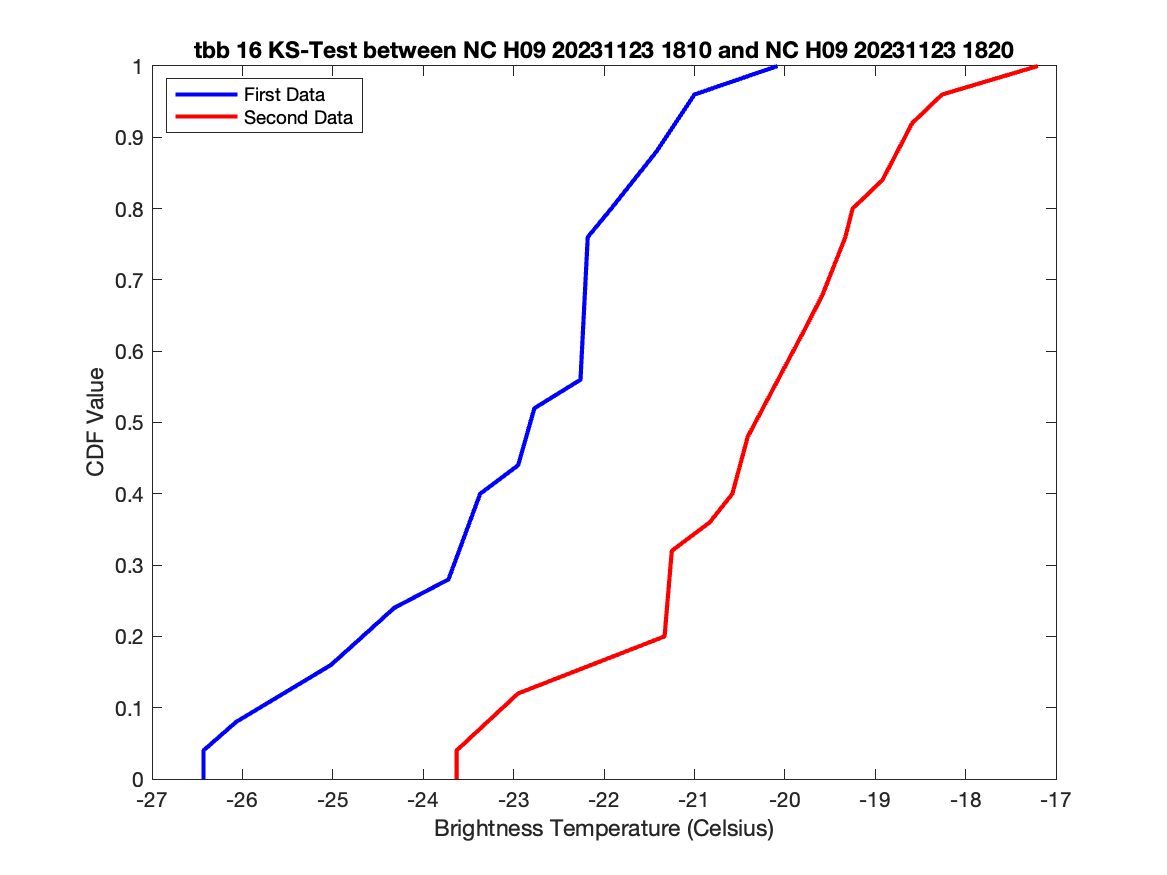 tbb 16 KS-Test between NC H09 20231123 1810 and NC H09 20231123 1820
First Data
Second Data
1
0.9
0.8
0.7
0.6
0.5
0.4
0.3
0.2
0.1
0
CDF Value
-27 -26 -25 -24 -23 -22 -21 -20 -19 -18 -17
Brightness Temperature (Celsius)